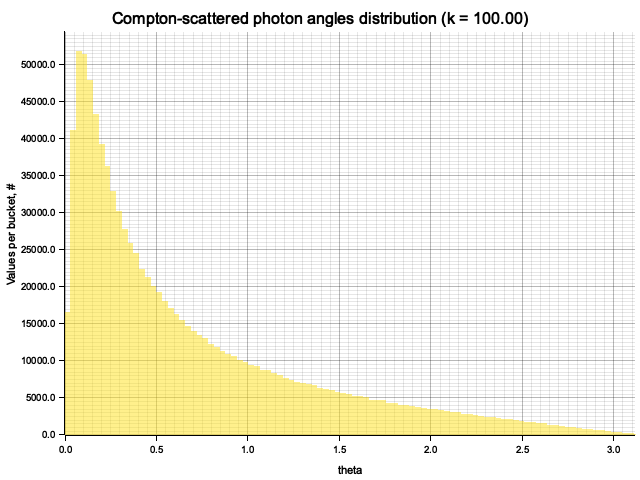 Compton-scattered photon angles distribution (k = 100.00)
Values per bucket, #
50000.0
45000.0
40000.0
35000.0
30000.0
25000.0
20000.0
15000.0
10000.0
5000.0
0.0
0.0 0.5 1.0 1.5 2.0 2.5 3.0
theta